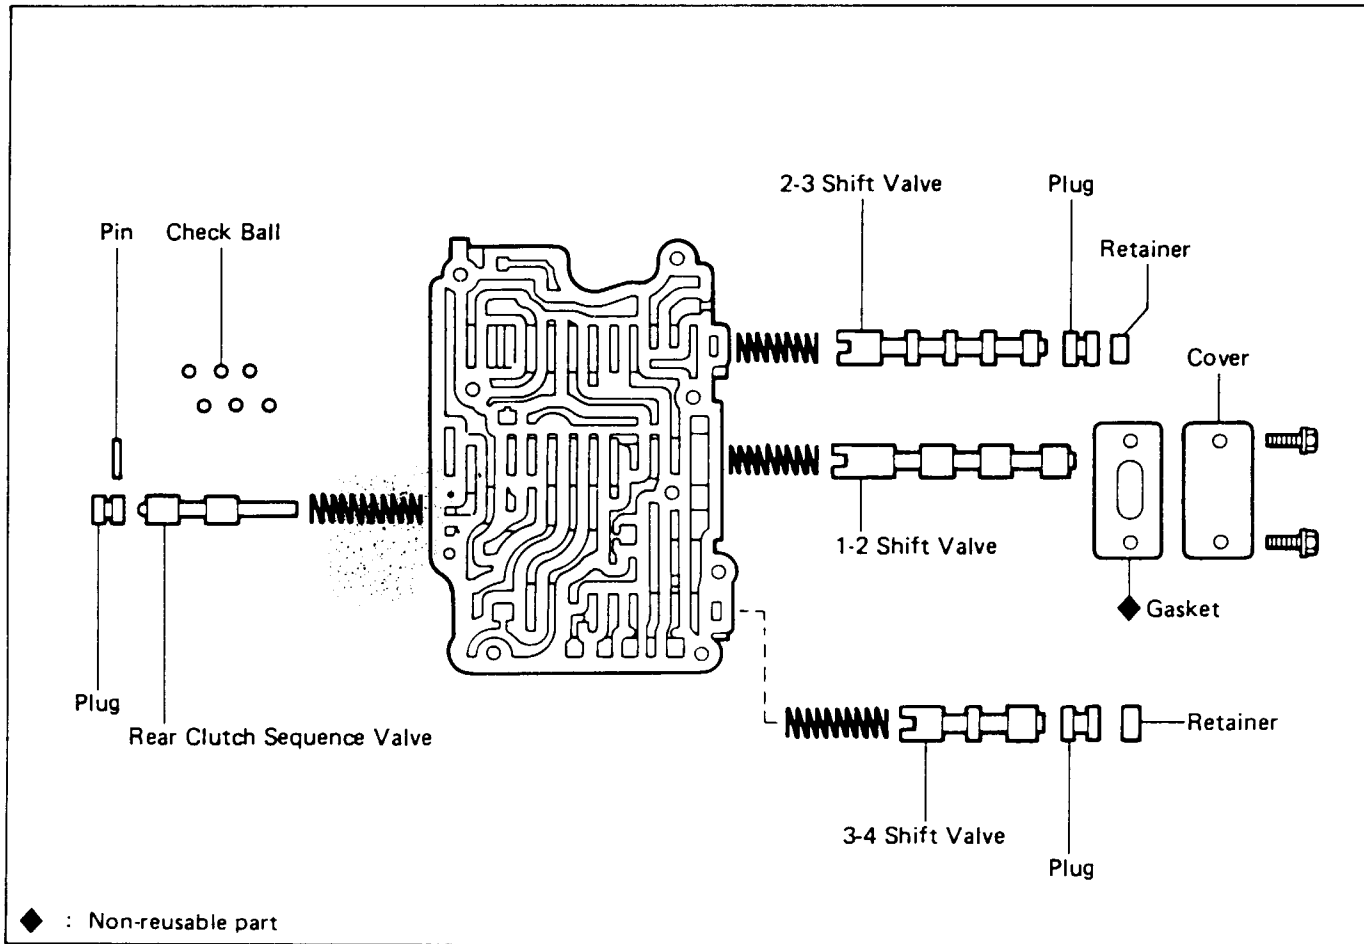 2-3 Shift Valve
Plug
Pin
Check Ball
Retainer
Cover
1-2 Shift Valve
◆ Gasket
Plug
Rear Clutch Sequence Valve
Retainer
3-4 Shift Valve
Plug
◆ : Non-reusable part